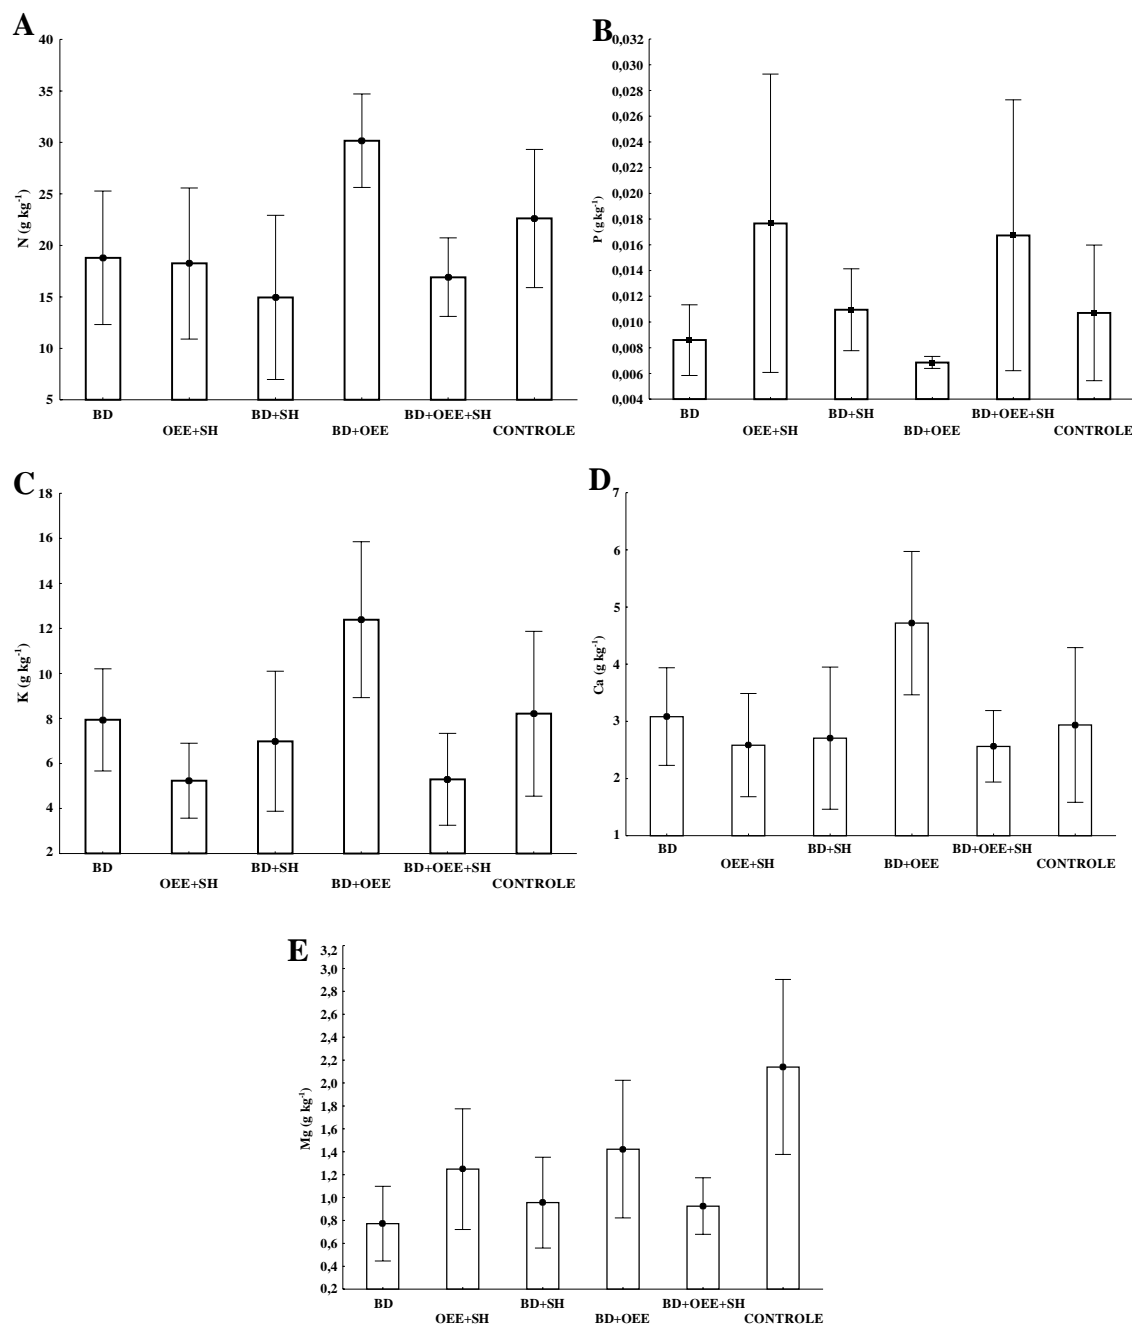 A
40
35
30
25
20
15
10
5
N (g kg-1)
BD
BD+SH
BD+OEE+SH
OEE+SH
BD+OEE
CONTROLE
B
0,032
0,030
0,028
0,026
0,024
0,022
0,020
0,018
0,016
0,014
0,012
0,010
0,008
0,006
0,004
P (g kg-1)
BD
BD+SH
BD+OEE+SH
OEE+SH
BD+OEE
CONTROLE
C
18
16
14
12
10
8
6
4
2
K (g kg-1)
BD
BD+SH
BD+OEE+SH
OEE+SH
BD+OEE
CONTROLE
D
7
6
5
4
3
2
1
Ca (g kg-1)
BD
BD+SH
BD+OEE+SH
OEE+SH
BD+OEE
CONTROLE
E
3,2
3,0
2,8
2,6
2,4
2,2
2,0
1,8
1,6
1,4
1,2
1,0
0,8
0,6
0,4
0,2
Mg (g kg-1)
BD
BD+SH
BD+OEE+SH
OEE+SH
BD+OEE
CONTROLE